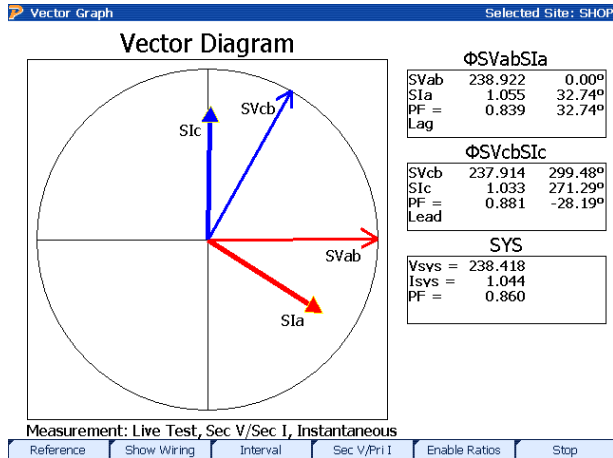 Vector Graph
Selected Site: SHOP
Vector Diagram
SVcb
SIc
SVab
SIa
ΦSVabSIa
SVab 238.922 0.00º
SIa 1.055 32.74º
PF = 0.839 32.74º
Lag
ΦSVcbSIc
SVcb 237.914 299.48º
SIc 1.033 271.29º
PF = 0.881 -28.19º
Lead
SYS
Vsys = 238.418
Isys = 1.044
PF = 0.860
Measurement: Live Test, Sec V/Sec I, Instantaneous
Reference Show Wiring Interval Sec V/Pri I Enable Ratios Stop